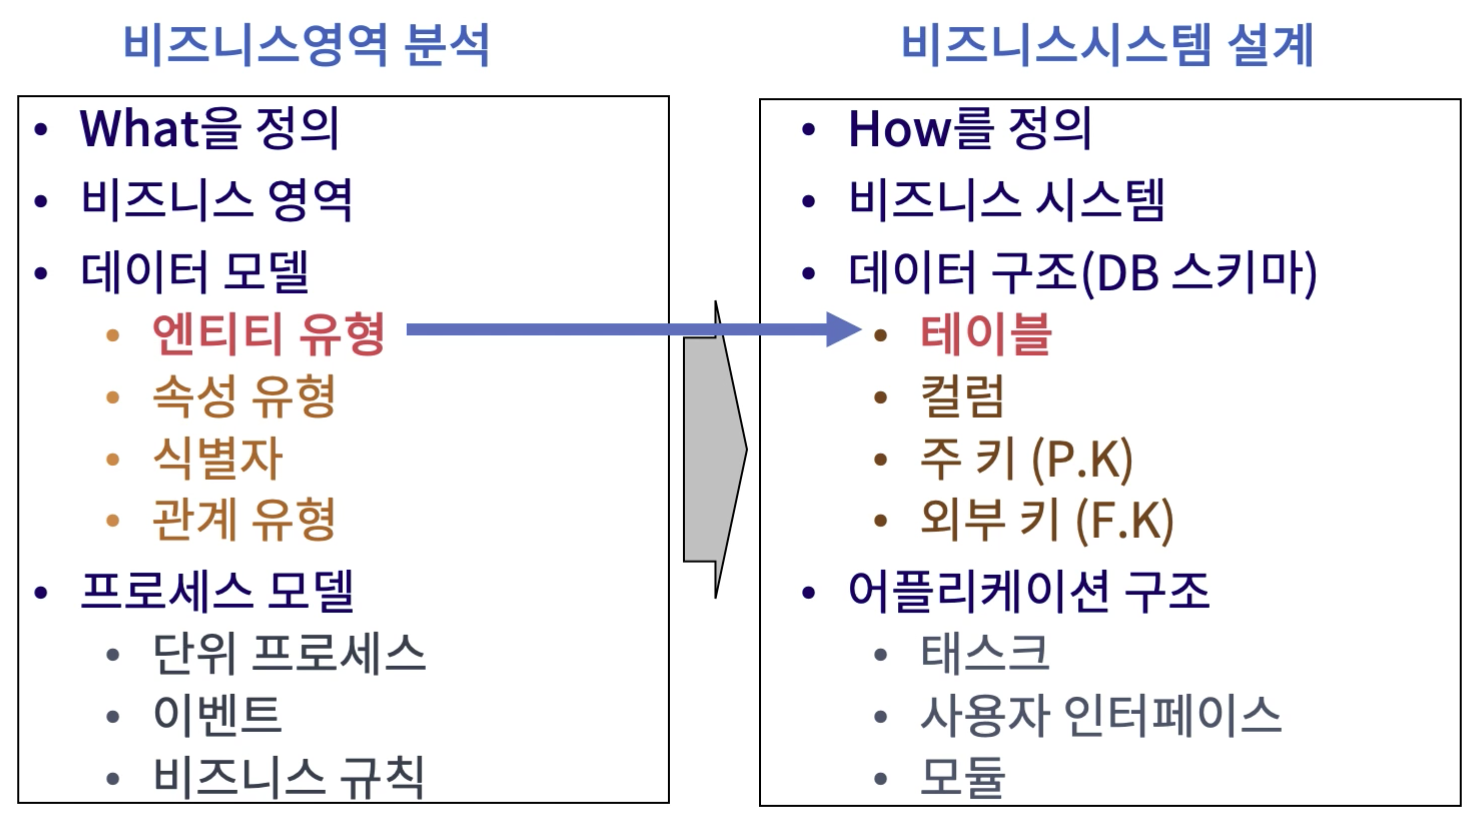 비즈니스영역 분석
• What을 정의
• 비즈니스 영역
• 데이터 모델
• 엔티티 유형
• 속성 유형
• 식별자
• 관계 유형
• 프로세스 모델
• 단위 프로세스
• 이벤트
• 비즈니스 규칙
비즈니스시스템 설계
• How를 정의
• 비즈니스 시스템
• 데이터 구조(DB 스키마)
• 테이블
• 컬럼
• 주 키 (P.K)
• 외부 키 (F.K)
• 어플리케이션 구조
• 태스크
• 사용자 인터페이스
• 모듈